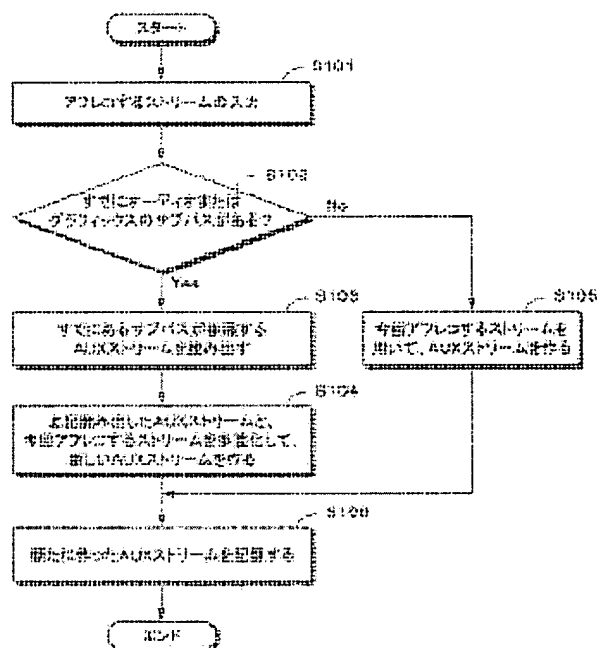 スタート
S101
アフレコするストリームの入力
S102
すでにオーディオまたは
グラフィックスのサブパスがある?
No
Yes
S103
すでにあるサブパスが参照する
AUXストリームを読み出す
S105
今回アフレコするストリームを
用いて、AUXストリームを作る
S104
上記読み出したAUXストリームと、
今回アフレコするストリームを多重化して、
新しいAUXストリームを作る
S106
新たに作ったAUXストリームを記録する
エンド